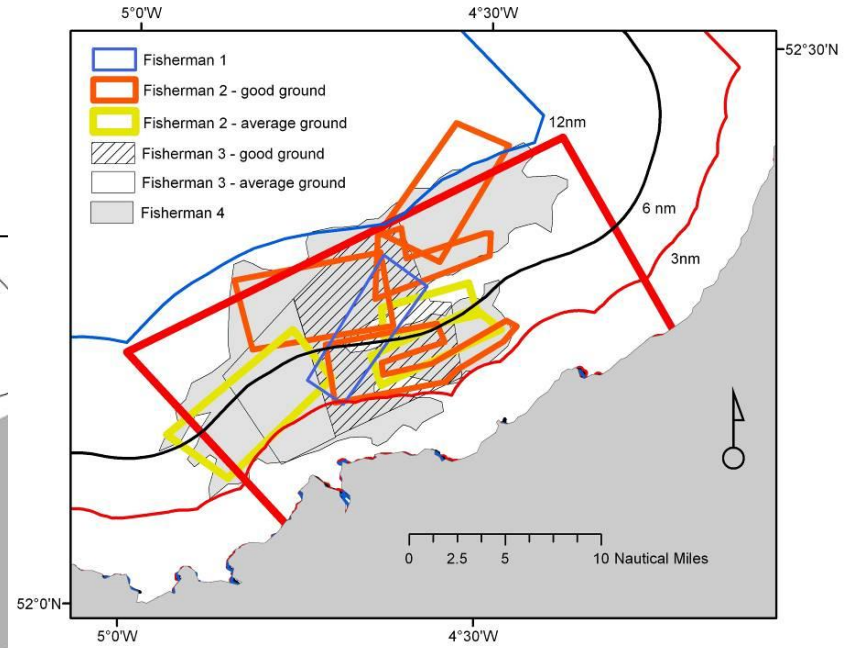 5°0'W 4°30'W
52°30'N
Fisherman 1
Fisherman 2 - good ground
Fisherman 2 - average ground
Fisherman 3 - good ground
Fisherman 3 - average ground
Fisherman 4
12nm
6 nm
3nm
0 2.5 5 10 Nautical Miles
52°0'N
5°0'W 4°30'W